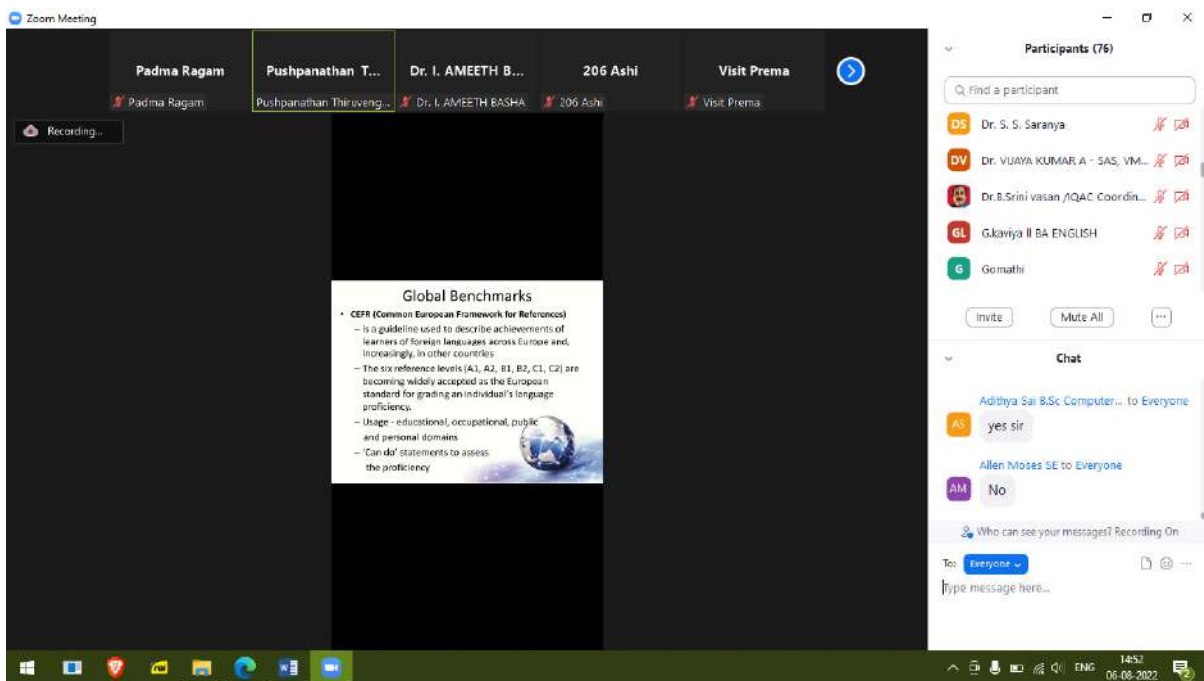 Zoom Meeting
Padma Ragam
Pushpanathan T...
Dr. I. AMEETH B...
206 Ashi
Visit Prema
Padma Ragam
Pushpanathan Thiruveng...
Dr. I. AMEETH BASHA
206 Ashi
Visit Prema
Recording...
Global Benchmarks
• CEFR (Common European Framework for References)
– is a guideline used to describe achievements of
learners of foreign languages across Europe and,
increasingly, in other countries
– The six reference levels (A1, A2, B1, B2, C1, C2) are
becoming widely accepted as the European
standard for grading an individual's language
proficiency.
– Usage - educational, occupational, public
and personal domains
– 'Can do' statements to assess
the proficiency
Participants (76)
Find a participant
DS Dr. S. S. Saranya
DV Dr. VIJAYA KUMAR A - SAS, VM...
Dr.B.Srini vasan /IQAC Coordin...
GL G.kaviya II BA ENGLISH
G Gomathi
Invite
Mute All
Chat
Adithya Sai B.Sc Computer... to Everyone
AS yes sir
Allen Moses SE to Everyone
AM No
Who can see your messages? Recording On
To: Everyone
Type message here...
ENG
14:52
06-08-2022
2